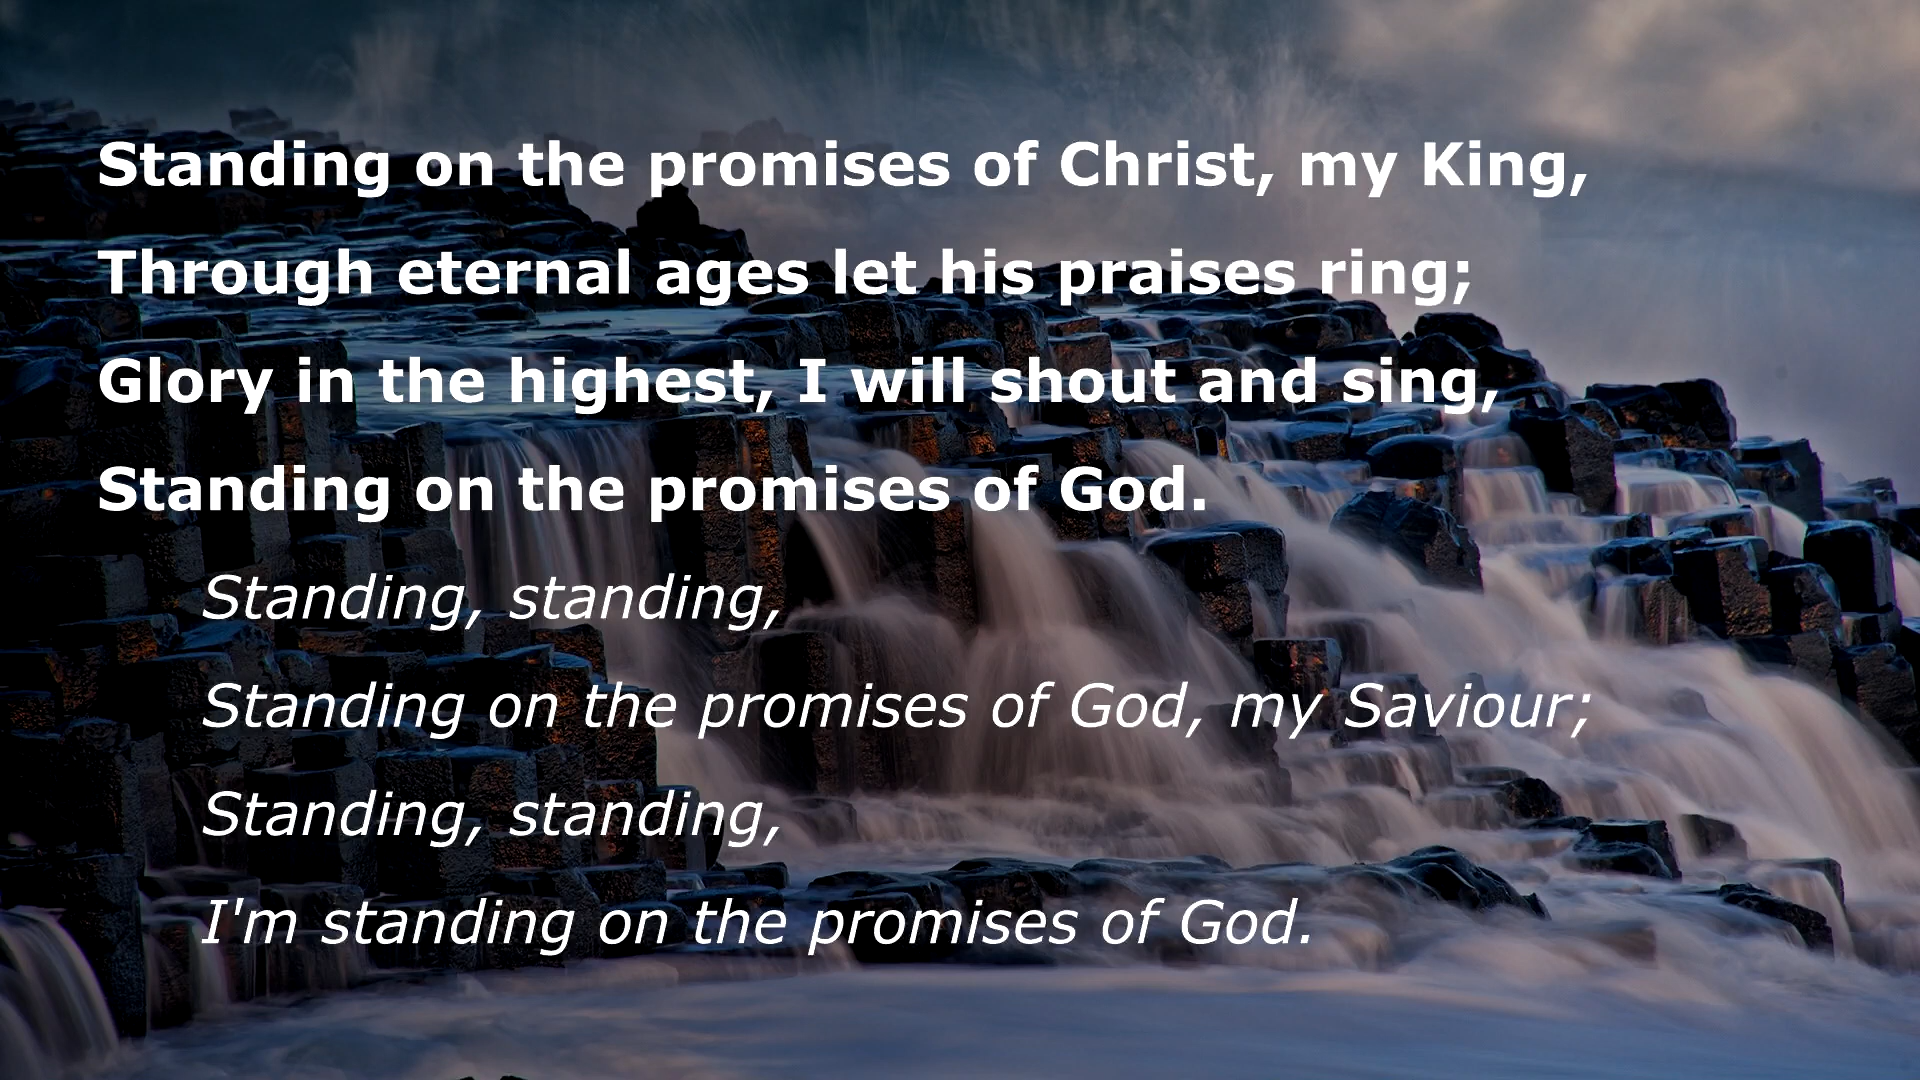 Standing on the promises of Christ, my King,
Through eternal ages let his praises ring;
Glory in the highest, I will shout and sing,
Standing on the promises of God.
Standing, standing,
Standing on the promises of God, my Saviour;
Standing, standing,
I'm standing on the promises of God.